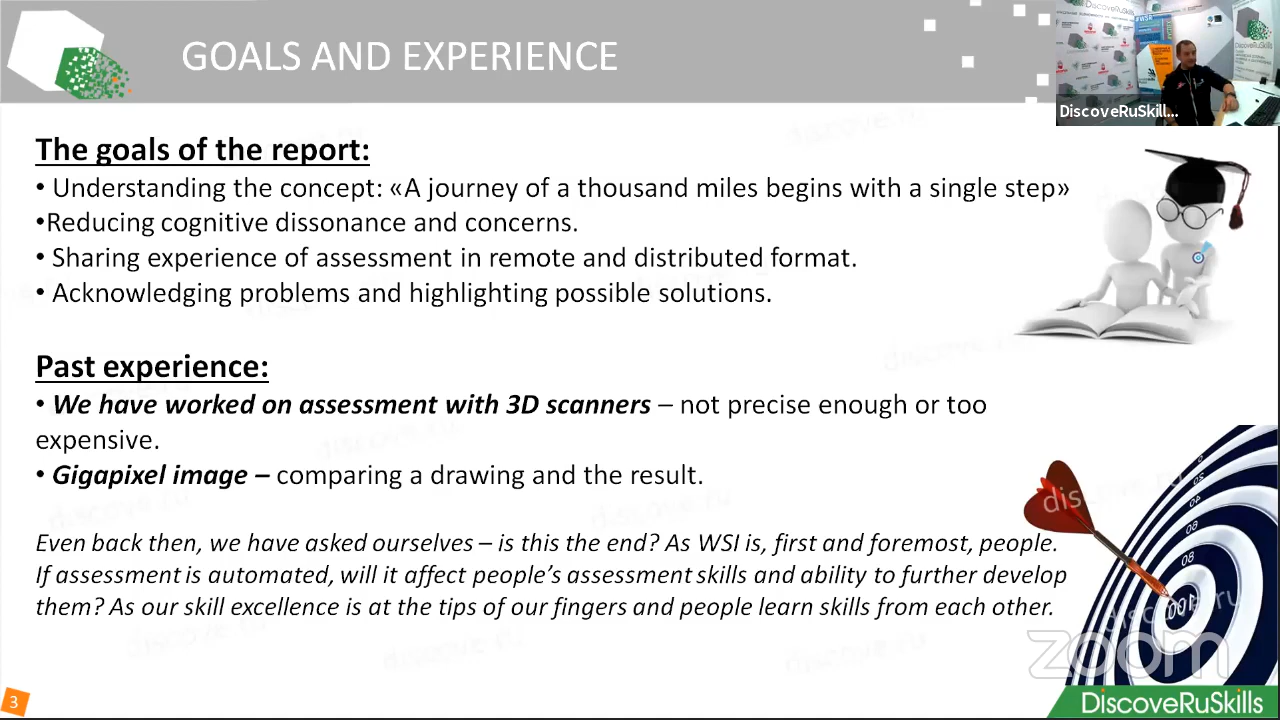 GOALS AND EXPERIENCE
DiscoveRuSkill...
The goals of the report:
• Understanding the concept: «A journey of a thousand miles begins with a single step»
•Reducing cognitive dissonance and concerns.
• Sharing experience of assessment in remote and distributed format.
• Acknowledging problems and highlighting possible solutions.
Past experience:
• We have worked on assessment with 3D scanners – not precise enough or too
expensive.
• Gigapixel image – comparing a drawing and the result.
Even back then, we have asked ourselves – is this the end? As WSI is, first and foremost, people.
If assessment is automated, will it affect people's assessment skills and ability to further develop
them? As our skill excellence is at the tips of our fingers and people learn skills from each other.
80
100
discove.ru
zoom
3
DiscoveRuSkills